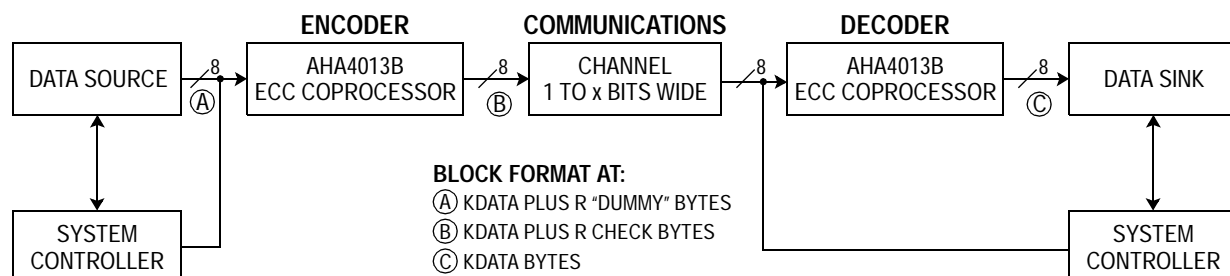 ENCODER
COMMUNICATIONS
DECODER
DATA SOURCE
8
A
AHA4013B
ECC COPROCESSOR
8
B
CHANNEL
1 TO x BITS WIDE
8
AHA4013B
ECC COPROCESSOR
8
C
DATA SINK
BLOCK FORMAT AT:
A KDATA PLUS R “DUMMY” BYTES
B KDATA PLUS R CHECK BYTES
C KDATA BYTES
SYSTEM
CONTROLLER
SYSTEM
CONTROLLER